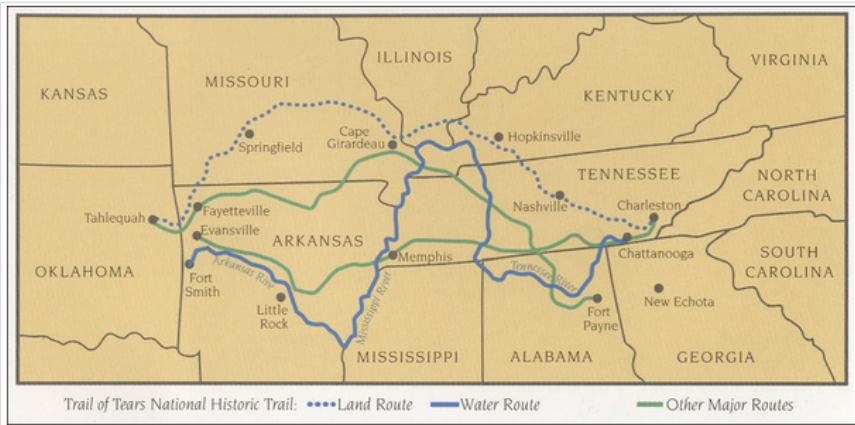 ILLINOIS
VIRGINIA
MISSOURI
KANSAS
KENTUCKY
Cape
Girardeau
Hopkinsville
Springfield
TENNESSEE
NORTH
CAROLINA
Nashville
Charleston
Tahlequah
Fayetteville
Evansville
ARKANSAS
Chattanooga
SOUTH
CAROLINA
OKLAHOMA
Memphis
Fort
Smith
Arkansas River
Tennessee River
Little
Rock
Mississippi River
New Echota
Fort
Payne
MISSISSIPPI
ALABAMA
GEORGIA
Trail of Tears National Historic Trail: Land Route Water Route Other Major Routes